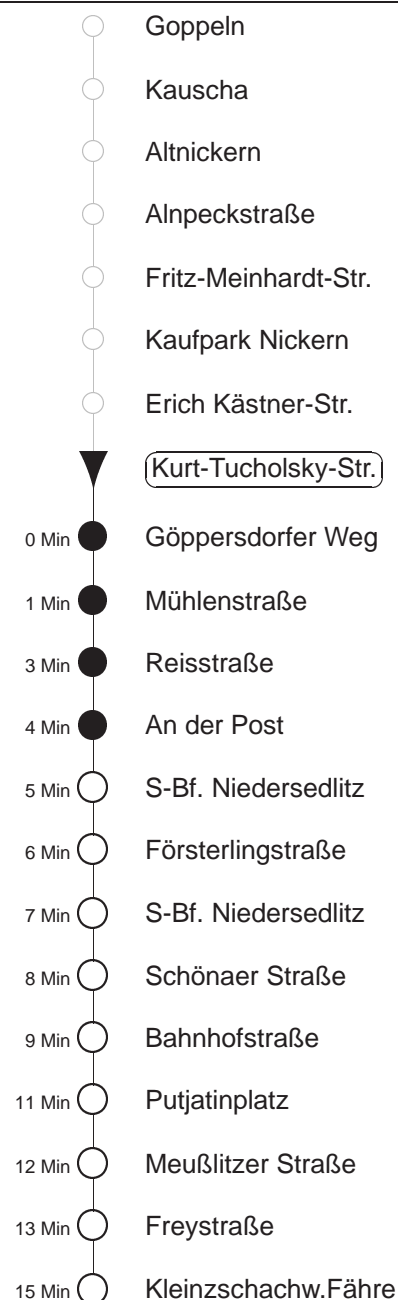 Goppeln
Kauscha
Altnickern
Alnpeckstraße
Fritz-Meinhardt-Str.
Kaufpark Nickern
Erich Kästner-Str.
Kurt-Tucholsky-Str.
0 Min Göppersdorfer Weg
1 Min Mühlenstraße
3 Min Reisstraße
4 Min An der Post
5 Min S-Bf. Niedersedlitz
6 Min Försterlingstraße
7 Min S-Bf. Niedersedlitz
8 Min Schönaer Straße
9 Min Bahnhofstraße
11 Min Putjatinplatz
12 Min Meußlitzer Straße
13 Min Freystraße
15 Min Kleinzschachw.Fähre